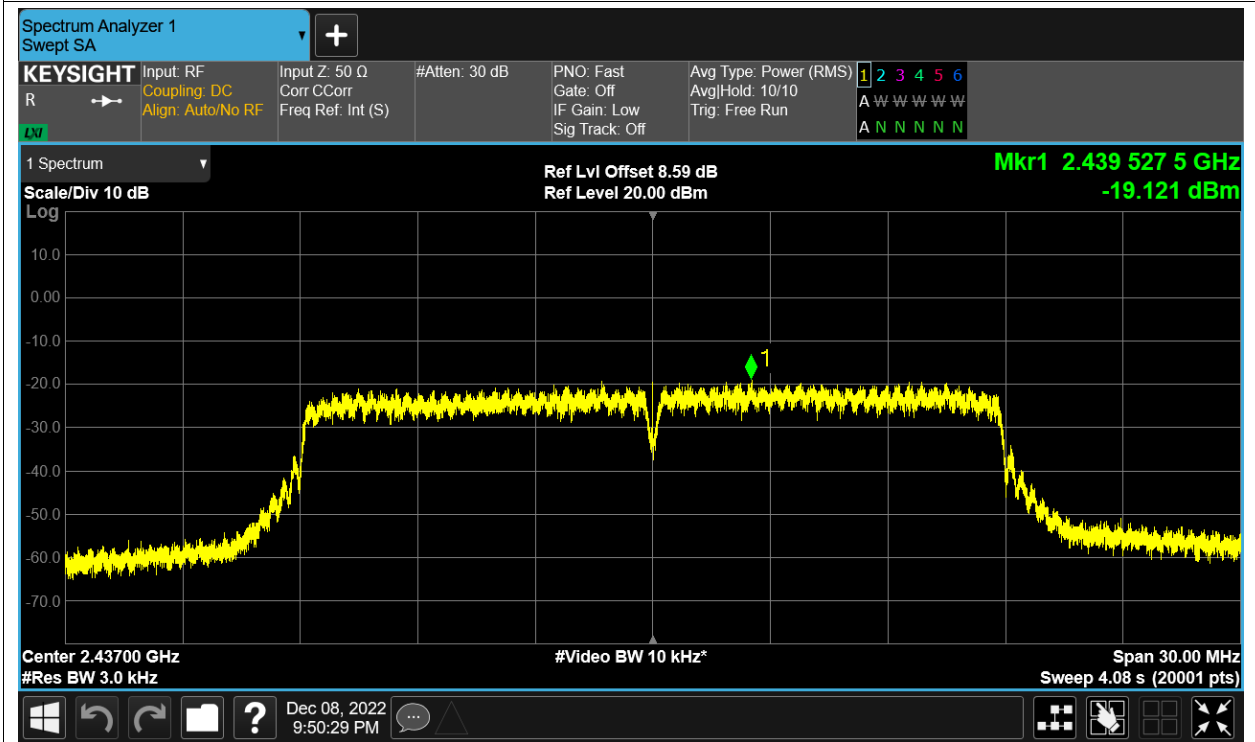 Spectrum Analyzer 1
Swept SA
KEYSIGHT
R
LXI
Input: RF
Coupling: DC
Align: Auto/No RF
Input Z: 50 Ω
Corr CCorr
Freq Ref: Int (S)
#Atten: 30 dB
PNO: Fast
Gate: Off
IF Gain: Low
Sig Track: Off
Avg Type: Power (RMS)
Avg|Hold: 10/10
Trig: Free Run
1 2 3 4 5 6
A W W W W W
A N N N N N
1 Spectrum
Scale/Div 10 dB
Log
Ref Lvl Offset 8.59 dB
Ref Level 20.00 dBm
Mkr1 2.439 527 5 GHz
-19.121 dBm
10.0
0.00
-10.0
1
-20.0
-30.0
-40.0
-50.0
-60.0
-70.0
Center 2.43700 GHz
#Res BW 3.0 kHz
#Video BW 10 kHz*
Span 30.00 MHz
Sweep 4.08 s (20001 pts)
?
Dec 08, 2022
9:50:29 PM